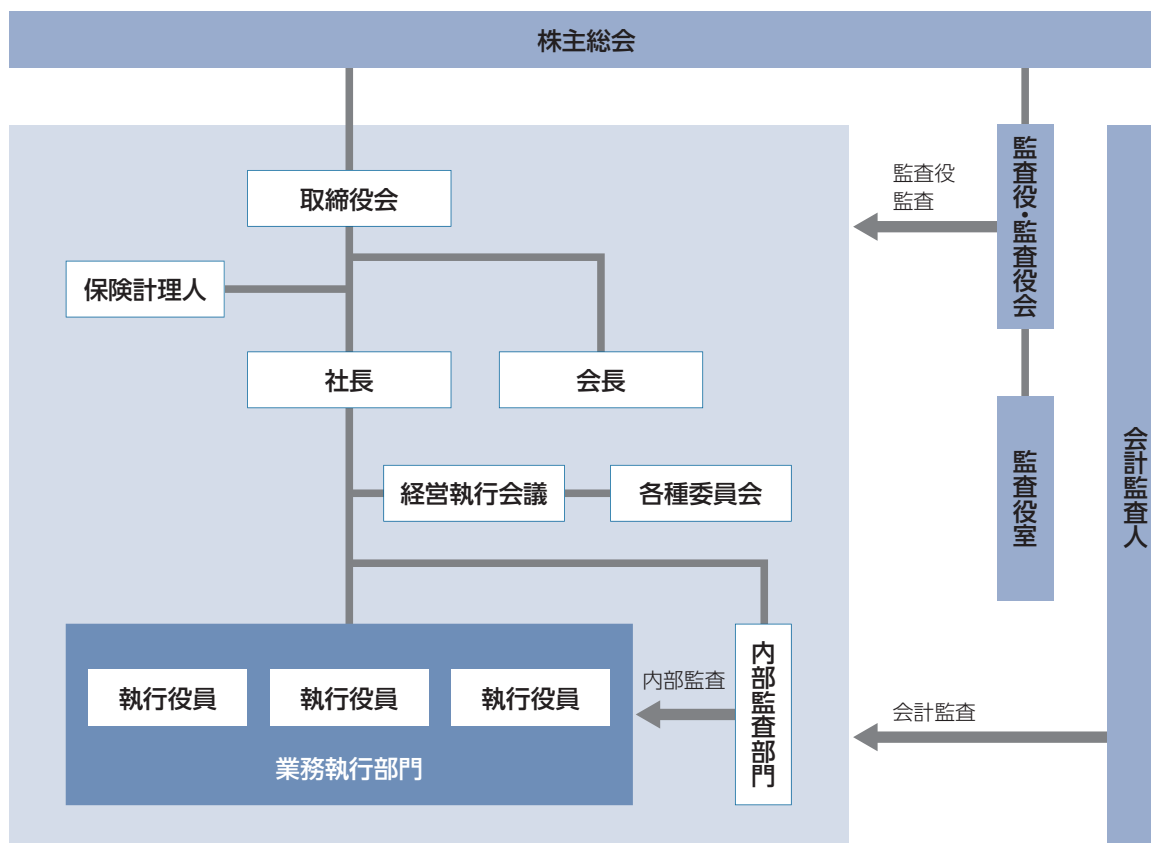 株主総会
取締役会
保険計理人
社長
会長
経営執行会議
各種委員会
執行役員
執行役員
執行役員
業務執行部門
内部監査
内部監査部門
監査役
監査
監査役・監査役会
監査役室
会計監査
会計監査人